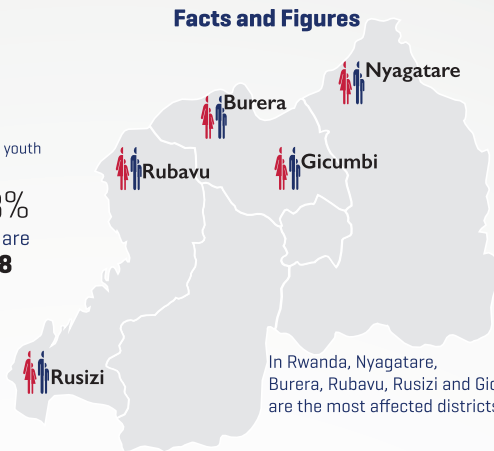 Facts and Figures
Nyagatare
Burera
youth
Gicumbi
Rubavu
%
are
8
In Rwanda, Nyagatare,
Burera, Rubavu, Rusizi and
are the most affected districts
Rusizi